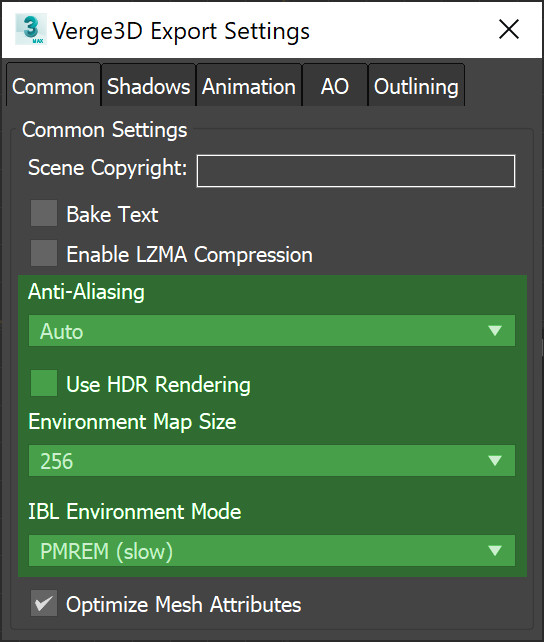 3
MAX
Verge3D Export Settings
Common
Shadows
Animation
AO
Outlining
Common Settings
Scene Copyright:
Bake Text
Enable LZMA Compression
Anti-Aliasing
Auto
Use HDR Rendering
Environment Map Size
256
IBL Environment Mode
PMREM (slow)
Optimize Mesh Attributes